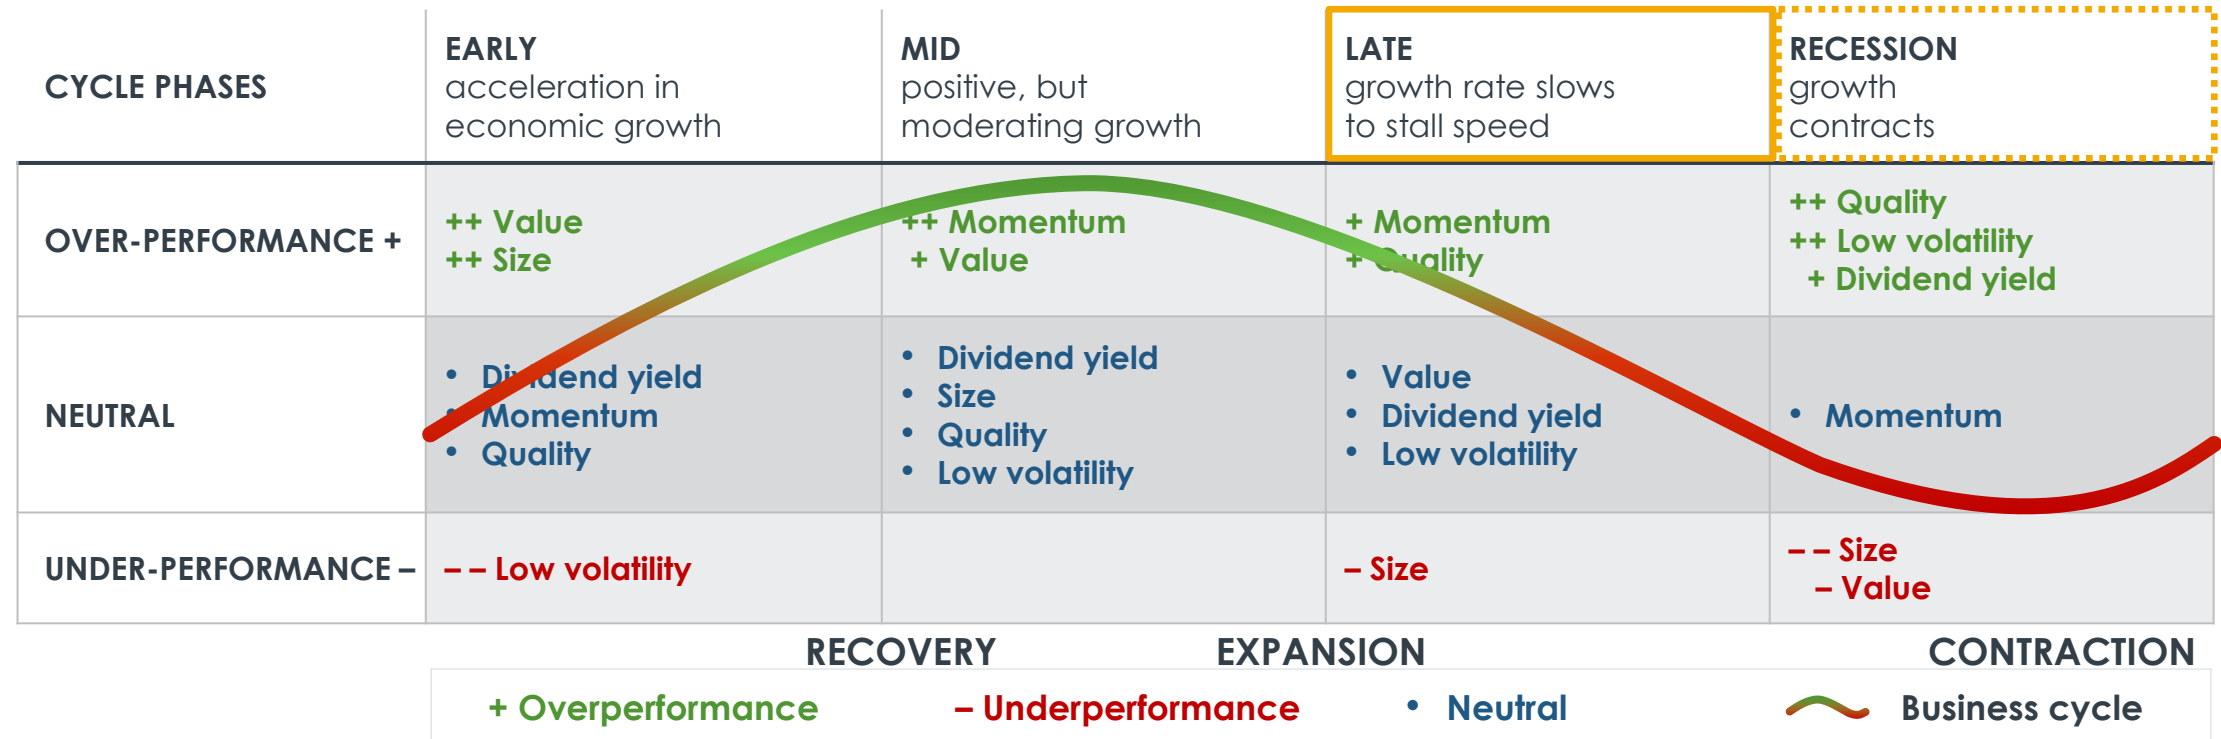 CYCLE PHASES
EARLY
acceleration in
economic growth
MID
positive, but
moderating growth
LATE
growth rate slows
to stall speed
RECESSION
growth
contracts
OVER-PERFORMANCE +
++ Value
++ Size
++ Momentum
+ Value
+ Momentum
+ Quality
++ Quality
++ Low volatility
+ Dividend yield
NEUTRAL
• Dividend yield
• Momentum
• Quality
• Dividend yield
• Size
• Quality
• Low volatility
• Value
• Dividend yield
• Low volatility
• Momentum
UNDER-PERFORMANCE –
– – Low volatility
– Size
– – Size
– Value
RECOVERY
EXPANSION
CONTRACTION
+ Overperformance
– Underperformance
• Neutral
Business cycle